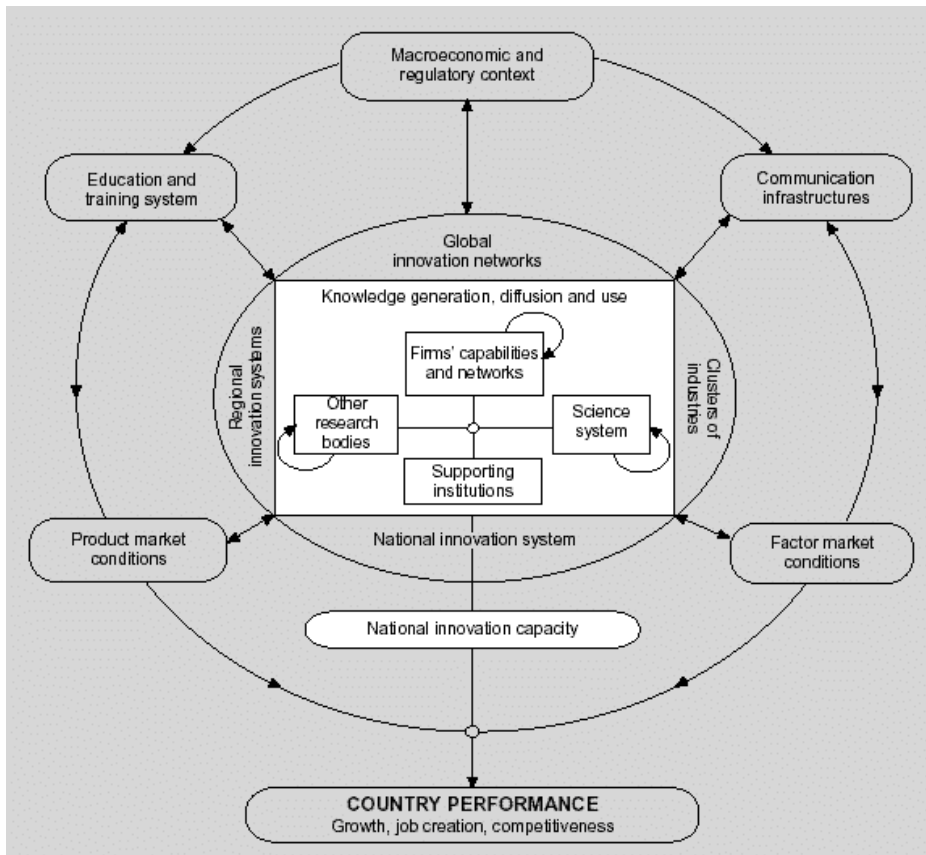 Macroeconomic and
regulatory context
Education and
training system
Communication
infrastructures
Global
innovation networks
Knowledge generation, diffusion and use
Regional
innovation systems
Firms' capabilities
and networks
Clusters of
industries
Other
research
bodies
Science
system
Supporting
institutions
Product market
conditions
National innovation system
Factor market
conditions
National innovation capacity
COUNTRY PERFORMANCE
Growth, job creation, competitiveness